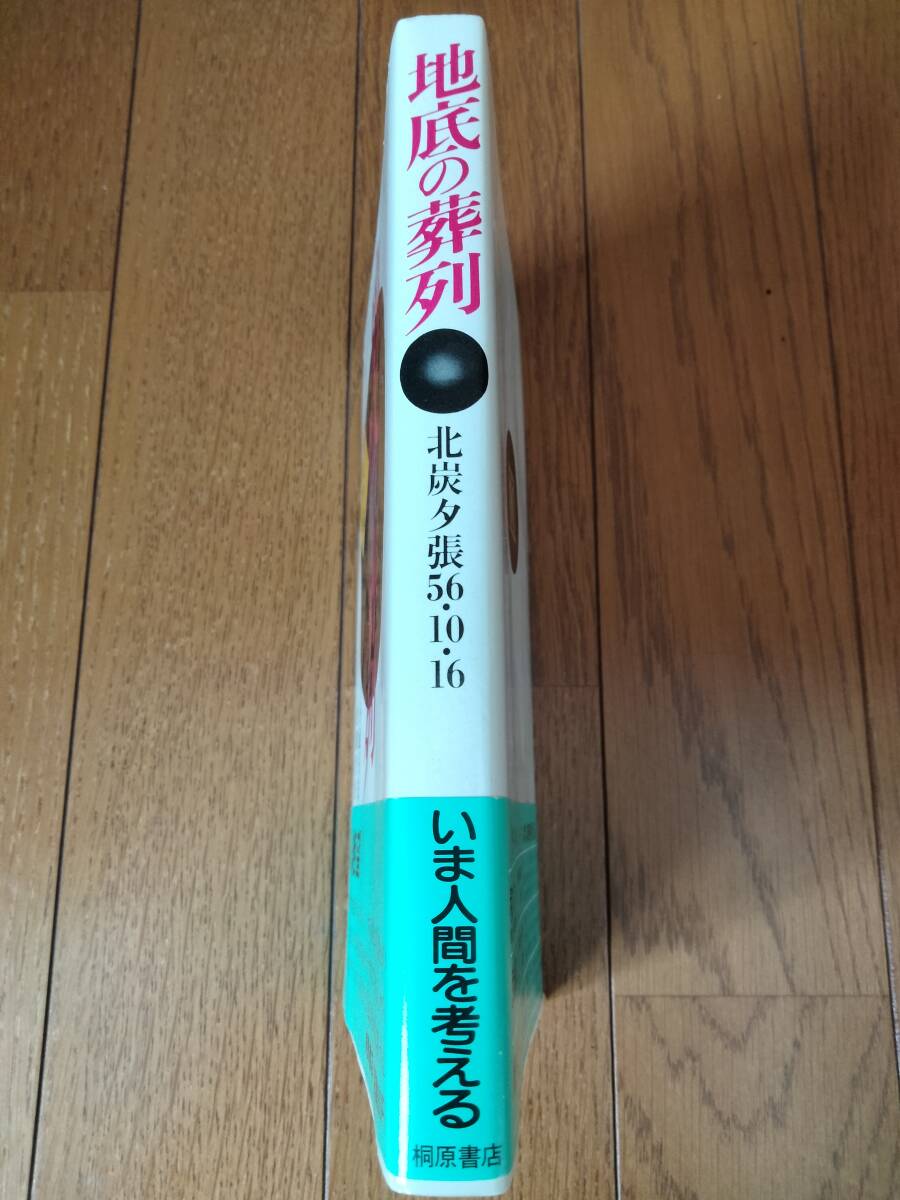 地底の葬列
北炭夕張56・10・16
いま人間を考える
桐原書店